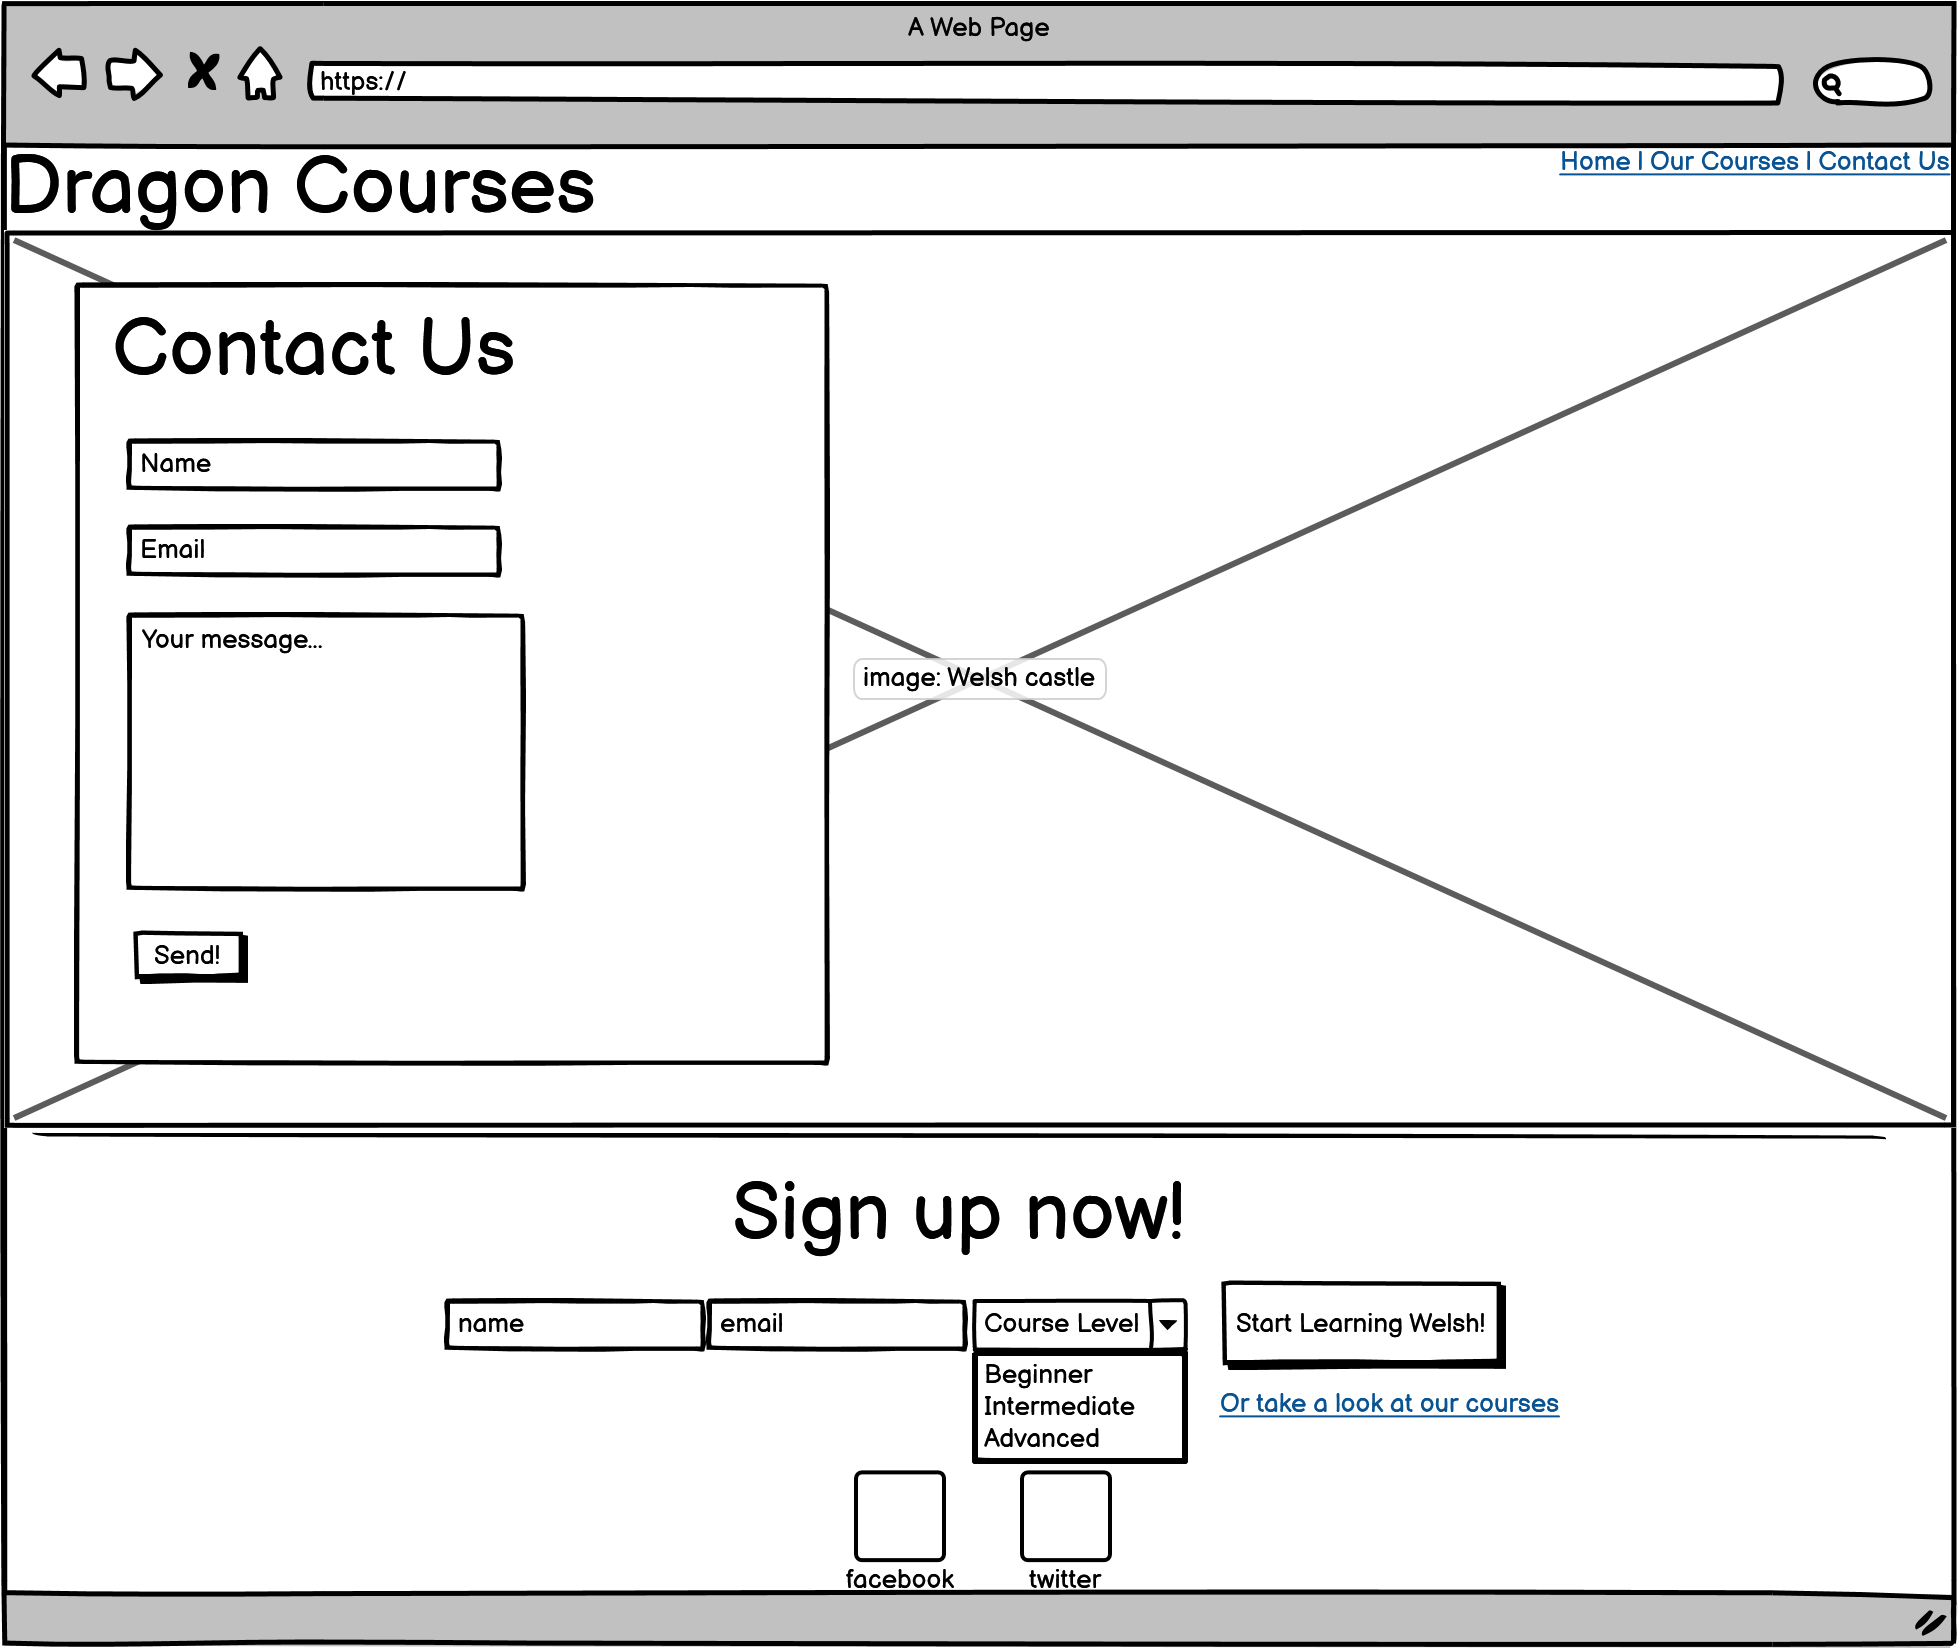 A Web Page
https://
Dragon Courses
Home | Our Courses | Contact Us
Contact Us
Name
Email
Your message...
image: Welsh castle
Send!
Sign up now!
name email Course Level Start Learning Welsh!
Beginner
Intermediate
Advanced
Or take a look at our courses
facebook twitter